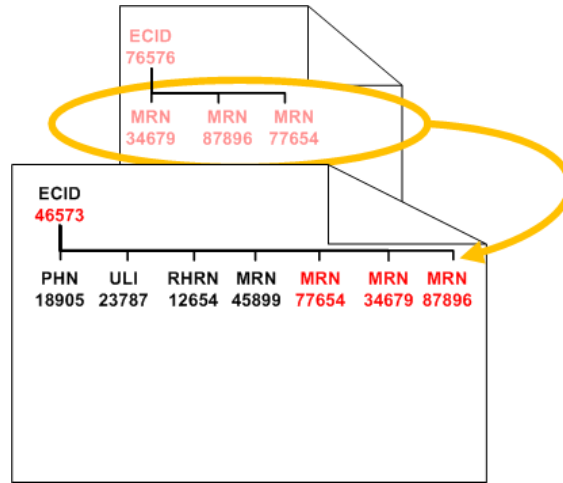 ECID
76576
MRN MRN MRN
34679 87896 77654
ECID
46573
PHN ULI RHRN MRN MRN MRN MRN
18905 23787 12654 45899 77654 34679 87896